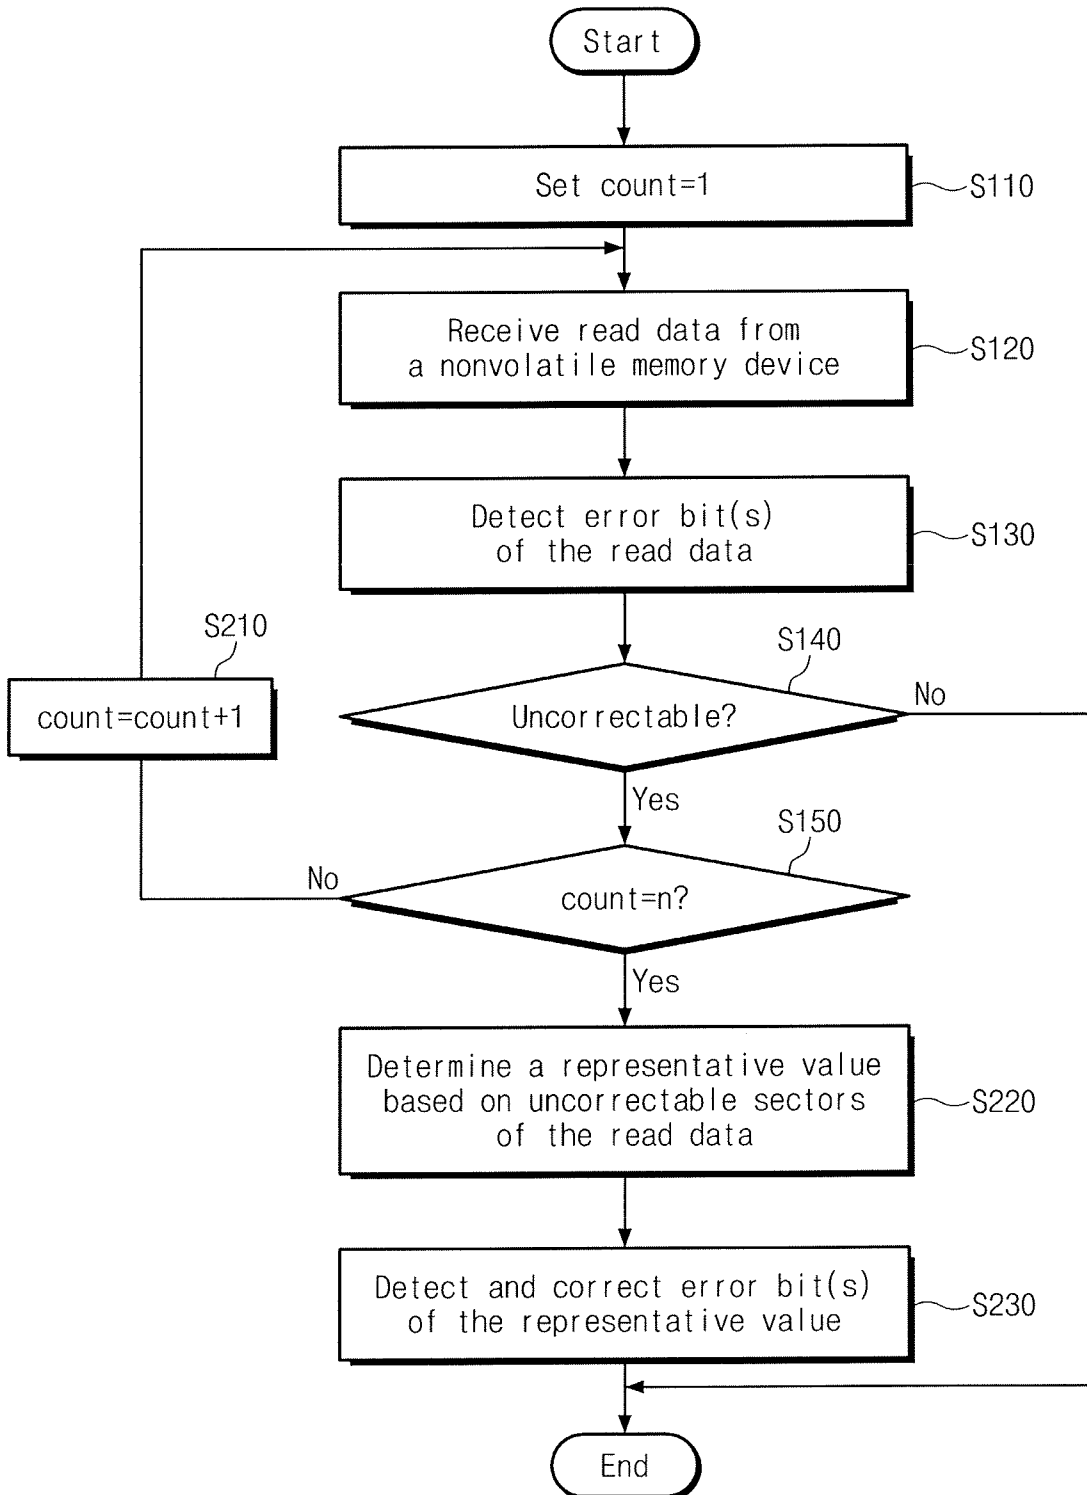 Start
Set count=1
S110
Receive read data from
a nonvolatile memory device
S120
Detect error bit(s)
of the read data
S130
S210
count=count+1
S140
Uncorrectable?
No
Yes
S150
count=n?
No
Yes
Determine a representative value
based on uncorrectable sectors
of the read data
S220
Detect and correct error bit(s)
of the representative value
S230
End